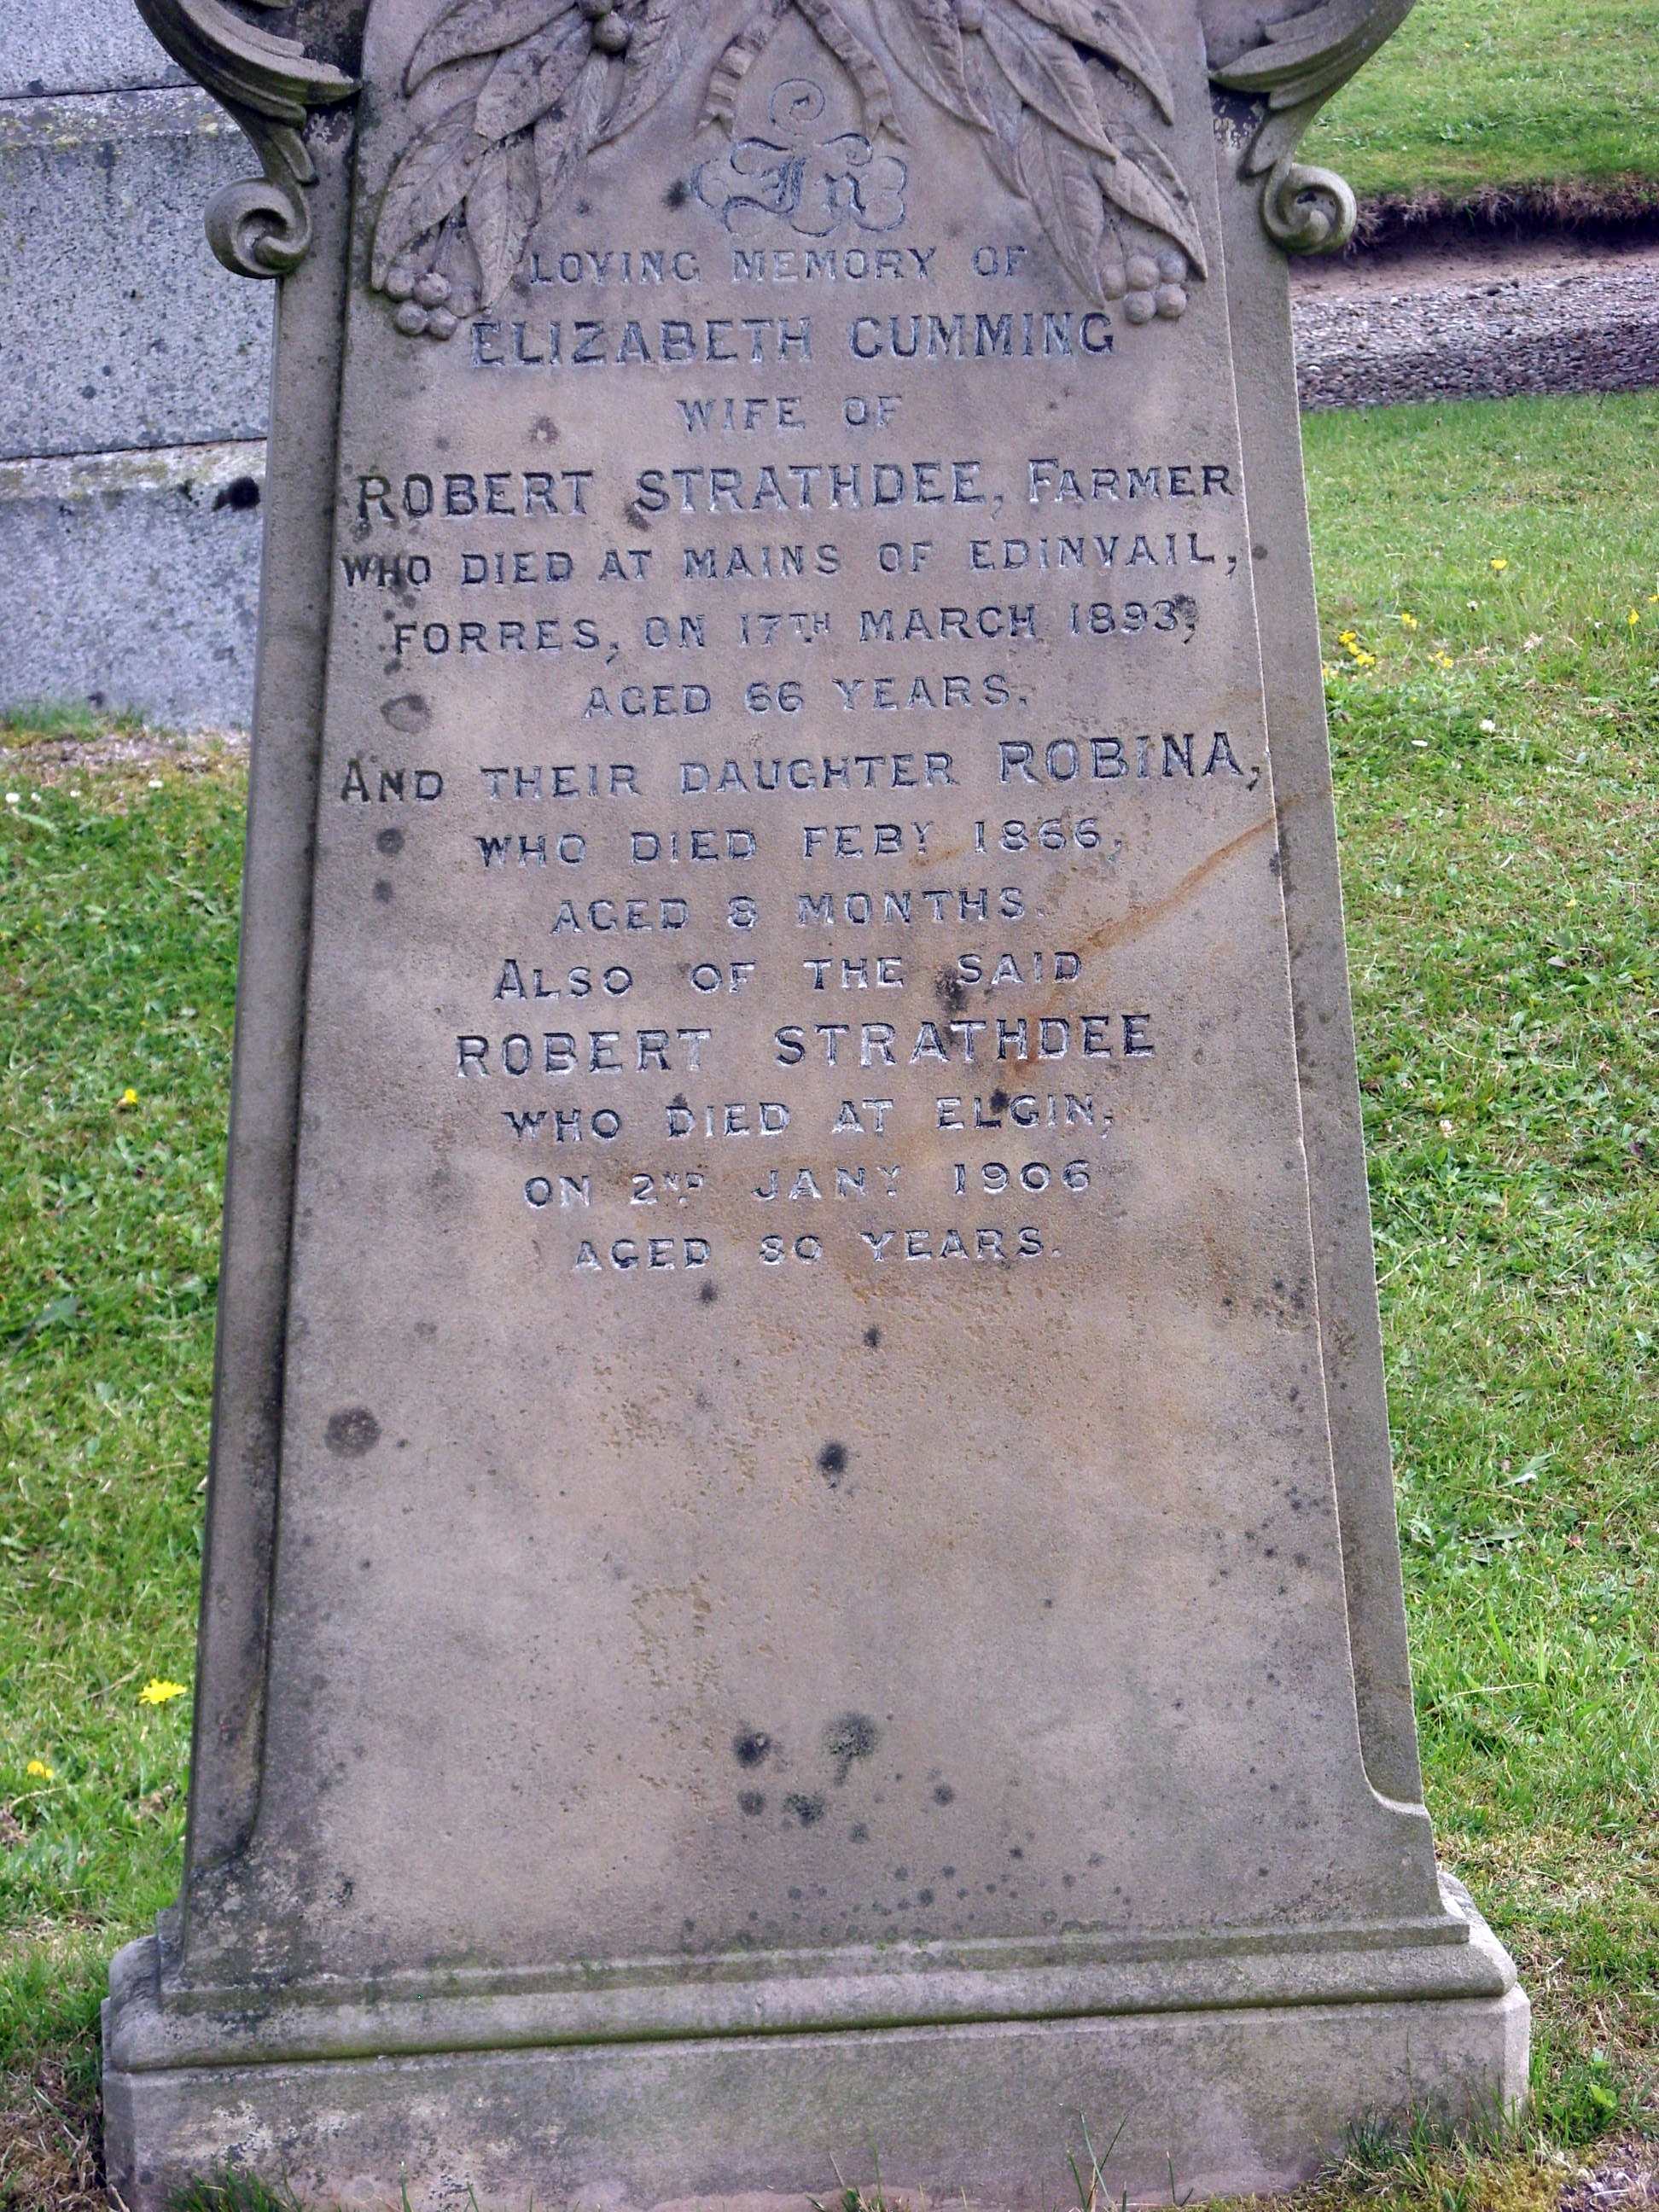 In
LOVING MEMORY OF
ELIZABETH CUMMING
WIFE OF
ROBERT STRATHDEE, FARMER
WHO DIED AT MAINS OF EDINVAIL,
FORRES, ON 17TH MARCH 1893,
AGED 66 YEARS.
AND THEIR DAUGHTER ROBINA,
WHO DIED FEBY 1866,
AGED 8 MONTHS.
ALSO OF THE SAID
ROBERT STRATHDEE
WHO DIED AT ELGIN,
ON 2ND JANY 1906
AGED 80 YEARS.